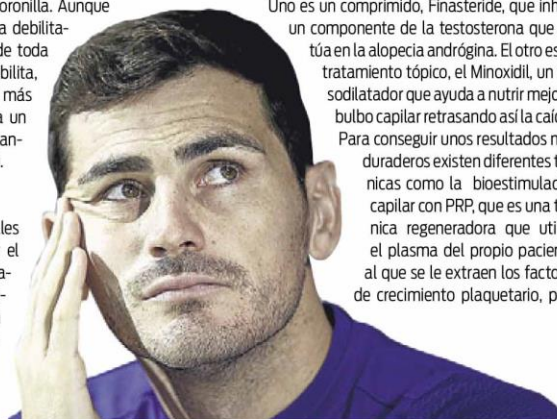 oronilla. Aunque
a debilita-
de toda
bilita,
más
a un
an-
les
el
a-
-
Uno es un comprimido, Finasteride, que inh
un componente de la testosterona que
túa en la alopecia andrógina. El otro es
tratamiento tópico, el Minoxidil, un
sodilatador que ayuda a nutrir mejo
bulbo capilar retrasando así la caíd
Para conseguir unos resultados m
duraderos existen diferentes t
nicas como la bioestimulac
capilar con PRP, que es una t
nica regeneradora que uti
el plasma del propio pacien
al que se le extraen los facto
de crecimiento plaquetario, p